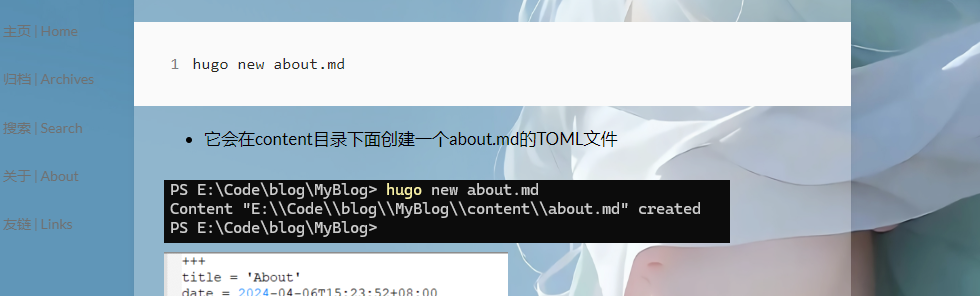 主页 | Home
归档 | Archives
搜索 | Search
关于 | About
友链 | Links
1 hugo new about.md
• 它会在content目录下面创建一个about.md的TOML文件
PS E:\Code\blog\MyBlog> hugo new about.md
Content "E:\\Code\\blog\\MyBlog\\content\\about.md" created
PS E:\Code\blog\MyBlog>
+++
title = 'About'
date = 2024-04-06T15:23:52+08:00